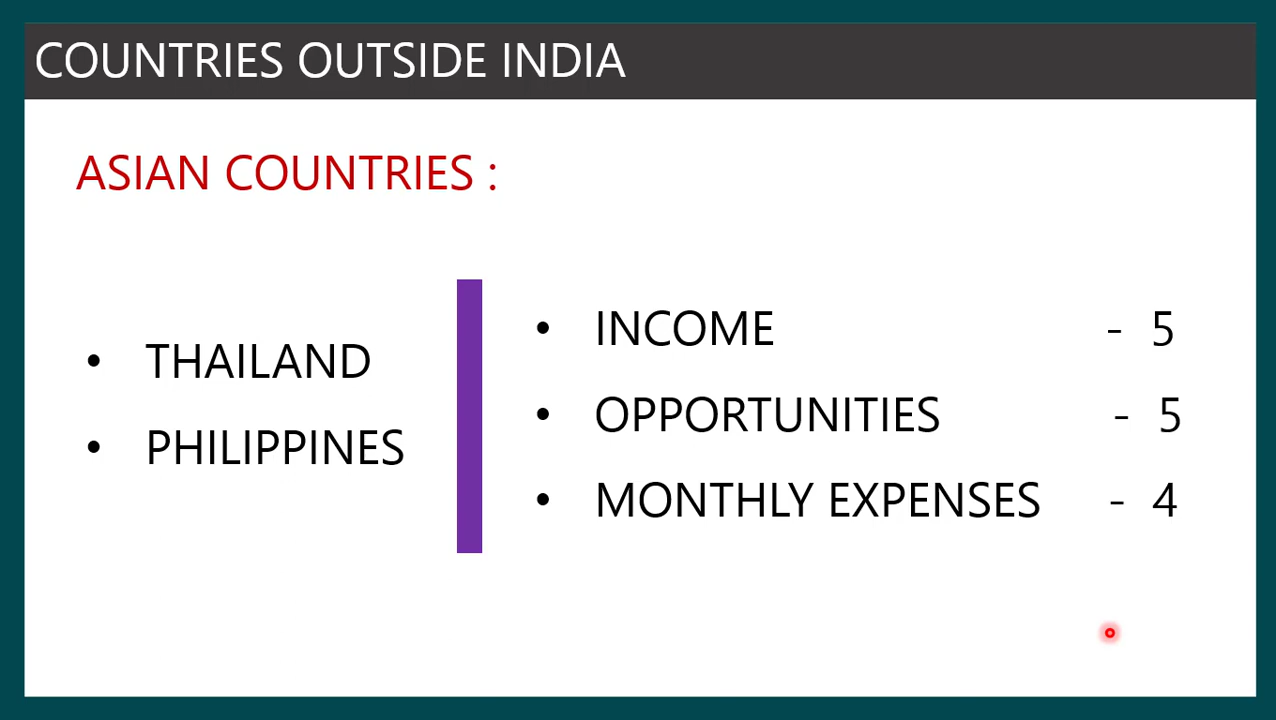 COUNTRIES OUTSIDE INDIA
ASIAN COUNTRIES :
• THAILAND
• PHILIPPINES
• INCOME - 5
• OPPORTUNITIES - 5
• MONTHLY EXPENSES - 4